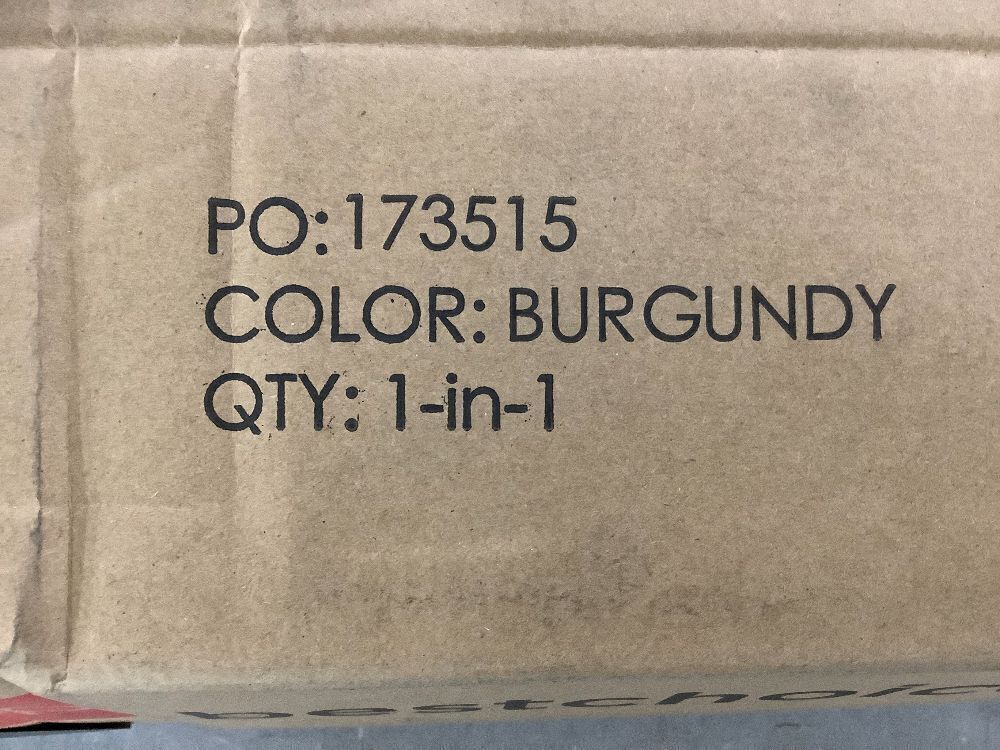 PO: 173515
COLOR: BURGUNDY
QTY: 1-in-1